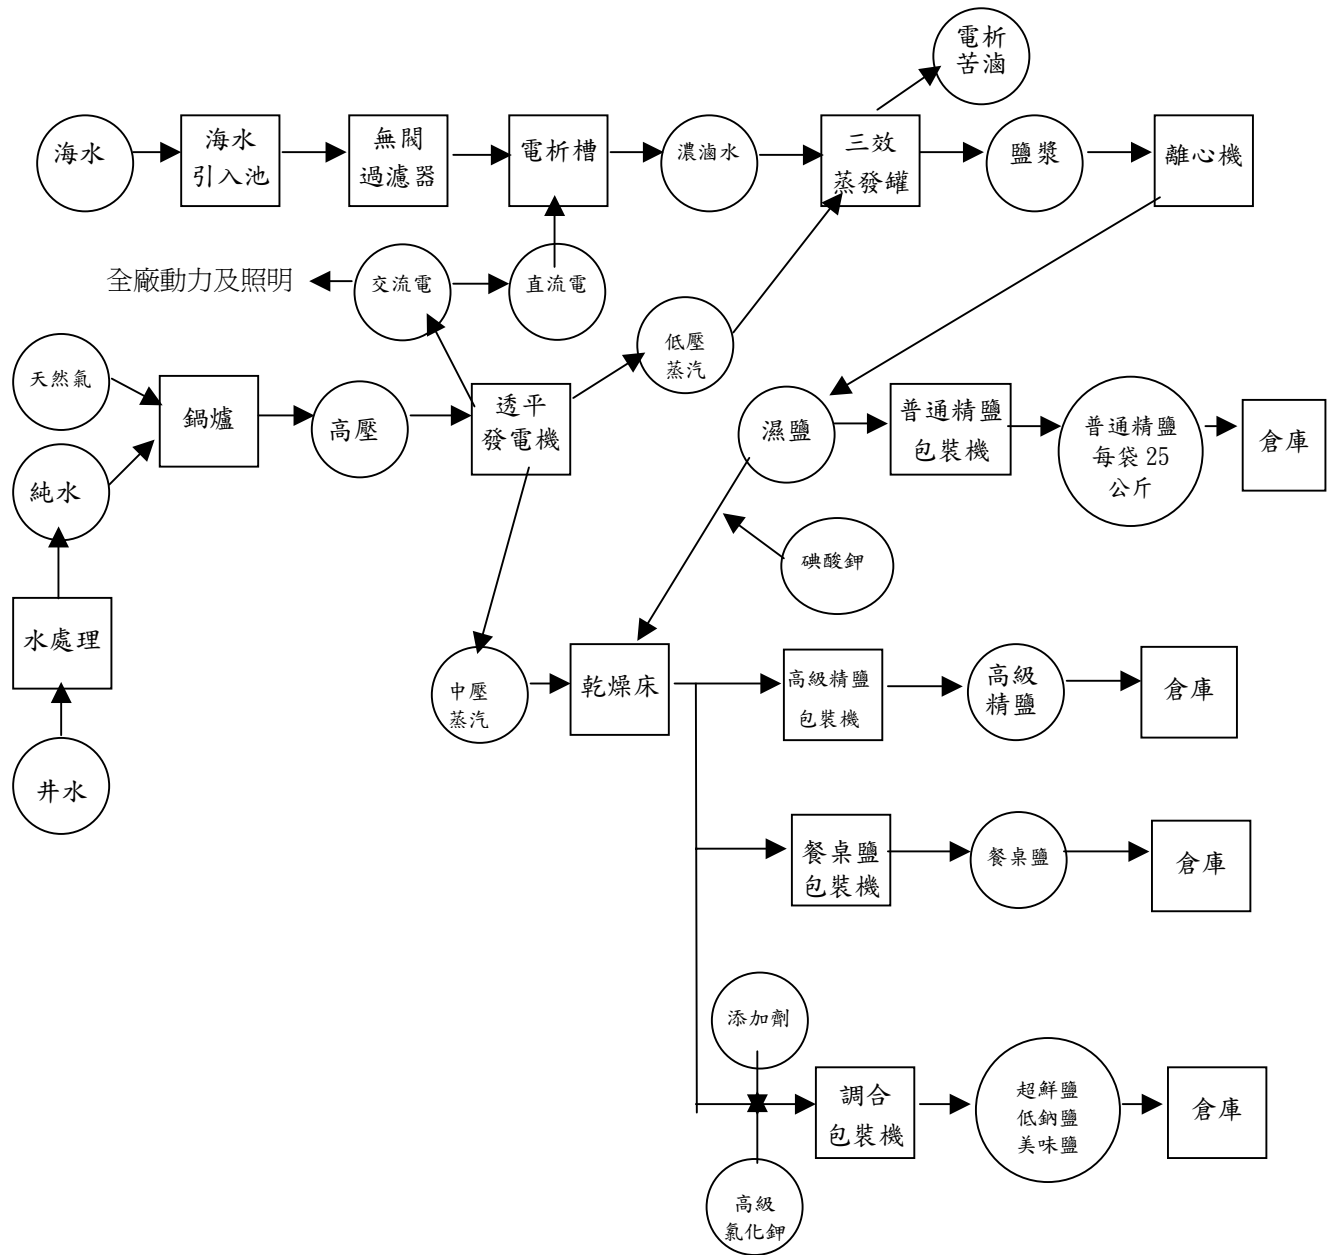 電析
苦滷
海水
海水
引入池
無閥
過濾器
電析槽
濃滷水
三效
蒸發罐
鹽漿
離心機
全廠動力及照明
交流電
直流電
低壓
蒸汽
天然氣
鍋爐
高壓
透平
發電機
濕鹽
普通精鹽
包裝機
普通精鹽
每袋 25
公斤
倉庫
純水
碘酸鉀
水處理
中壓
蒸汽
乾燥床
高級精鹽
包裝機
高級
精鹽
倉庫
井水
餐桌鹽
包裝機
餐桌鹽
倉庫
添加劑
調合
包裝機
超鮮鹽
低鈉鹽
美味鹽
倉庫
高級
氯化鉀